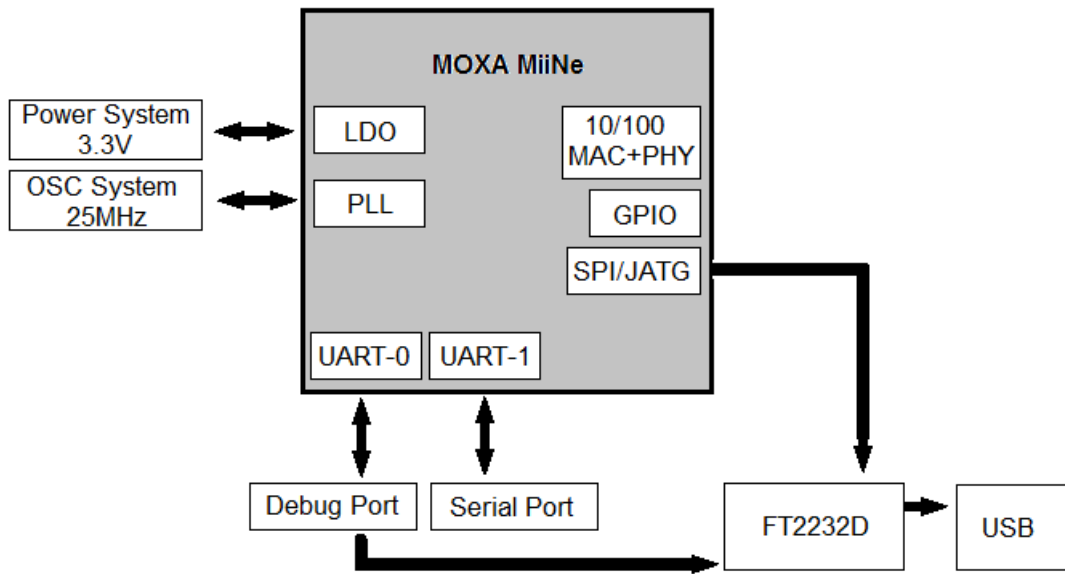 MOXA MiiNe
Power System
3.3V
LDO
10/100
MAC+PHY
OSC System
25MHz
PLL
GPIO
SPI/JATG
UART-0
UART-1
Debug Port
Serial Port
FT2232D
USB